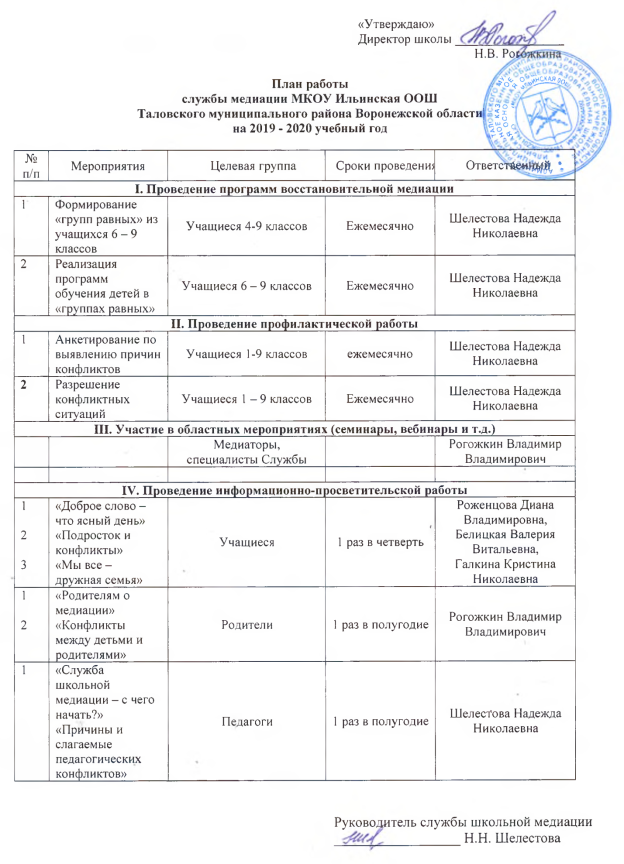 «Утверждаю»
Директор школы
Н.В. Рогожкина
План работы
службы медиации МКОУ Ильинская ООШ
Таловского муниципального района Воронежской области
на 2019 - 2020 учебный год
№ п/п Мероприятия Целевая группа Сроки проведения Ответственный
I. Проведение программ восстановительной медиации
1 Формирование
«групп равных» из
учащихся 6 – 9
классов
Учащиеся 4-9 классов
Ежемесячно
Шелестова Надежда
Николаевна
2 Реализация
программ
обучения детей в
«группах равных»
Учащиеся 6 – 9 классов
Ежемесячно
Шелестова Надежда
Николаевна
II. Проведение профилактической работы
1 Анкетирование по
выявлению причин
конфликтов
Учащиеся 1-9 классов
ежемесячно
Шелестова Надежда
Николаевна
2 Разрешение
конфликтных
ситуаций
Учащиеся 1 – 9 классов
Ежемесячно
Шелестова Надежда
Николаевна
III. Участие в областных мероприятиях (семинары, вебинары и т.д.)
Медиаторы,
специалисты Службы
Рогожкин Владимир
Владимирович
IV. Проведение информационно-просветительской работы
1 «Доброе слово –
что ясный день»
2 «Подросток и
конфликты»
3 «Мы все –
дружная семья»
Учащиеся
1 раз в четверть
Роженцова Диана
Владимировна,
Белицкая Валерия
Витальевна,
Галкина Кристина
Николаевна
1 «Родителям о
медиации»
2 «Конфликты
между детьми и
родителями»
Родители
1 раз в полугодие
Рогожкин Владимир
Владимирович
1 «Служба
школьной
медиации – с чего
начать?»
«Причины и
слагаемые
педагогических
конфликтов»
Педагоги
1 раз в полугодие
Шелестова Надежда
Николаевна
Руководитель службы школьной медиации
Н.Н. Шелестова